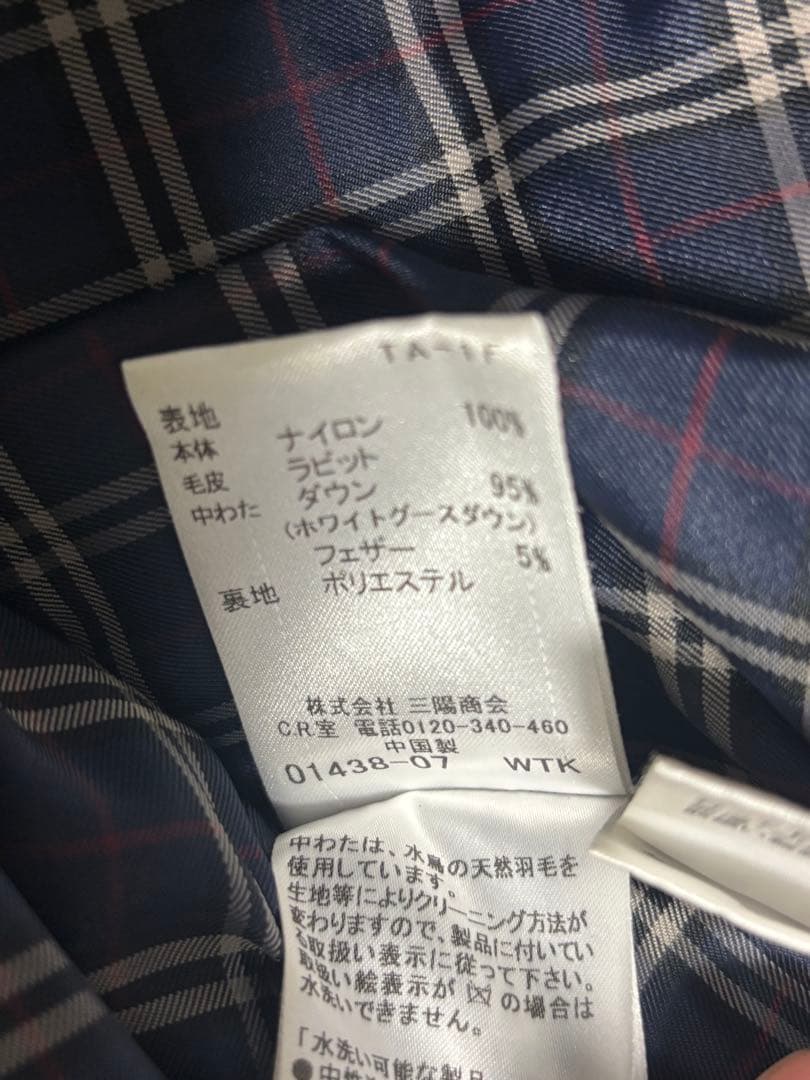 1A-1F
表地
本体 ナイロン 100%
毛皮 ラビット
中わた ダウン 95%
(ホワイトグースダウン)
フェザー 5%
裏地 ポリエステル
株式会社 三陽商会
C.R.室 電話0120-340-460
中国製
01438-07 WTK
中わたは、水鳥の天然羽毛を
使用しています。
生地等によりクリーニング方法が
変わりますので、製品に付いてい
る取扱い表示に従って下さい。
取扱い絵表示が の場合は
水洗いできません。
「水洗い可能な製品
●中性